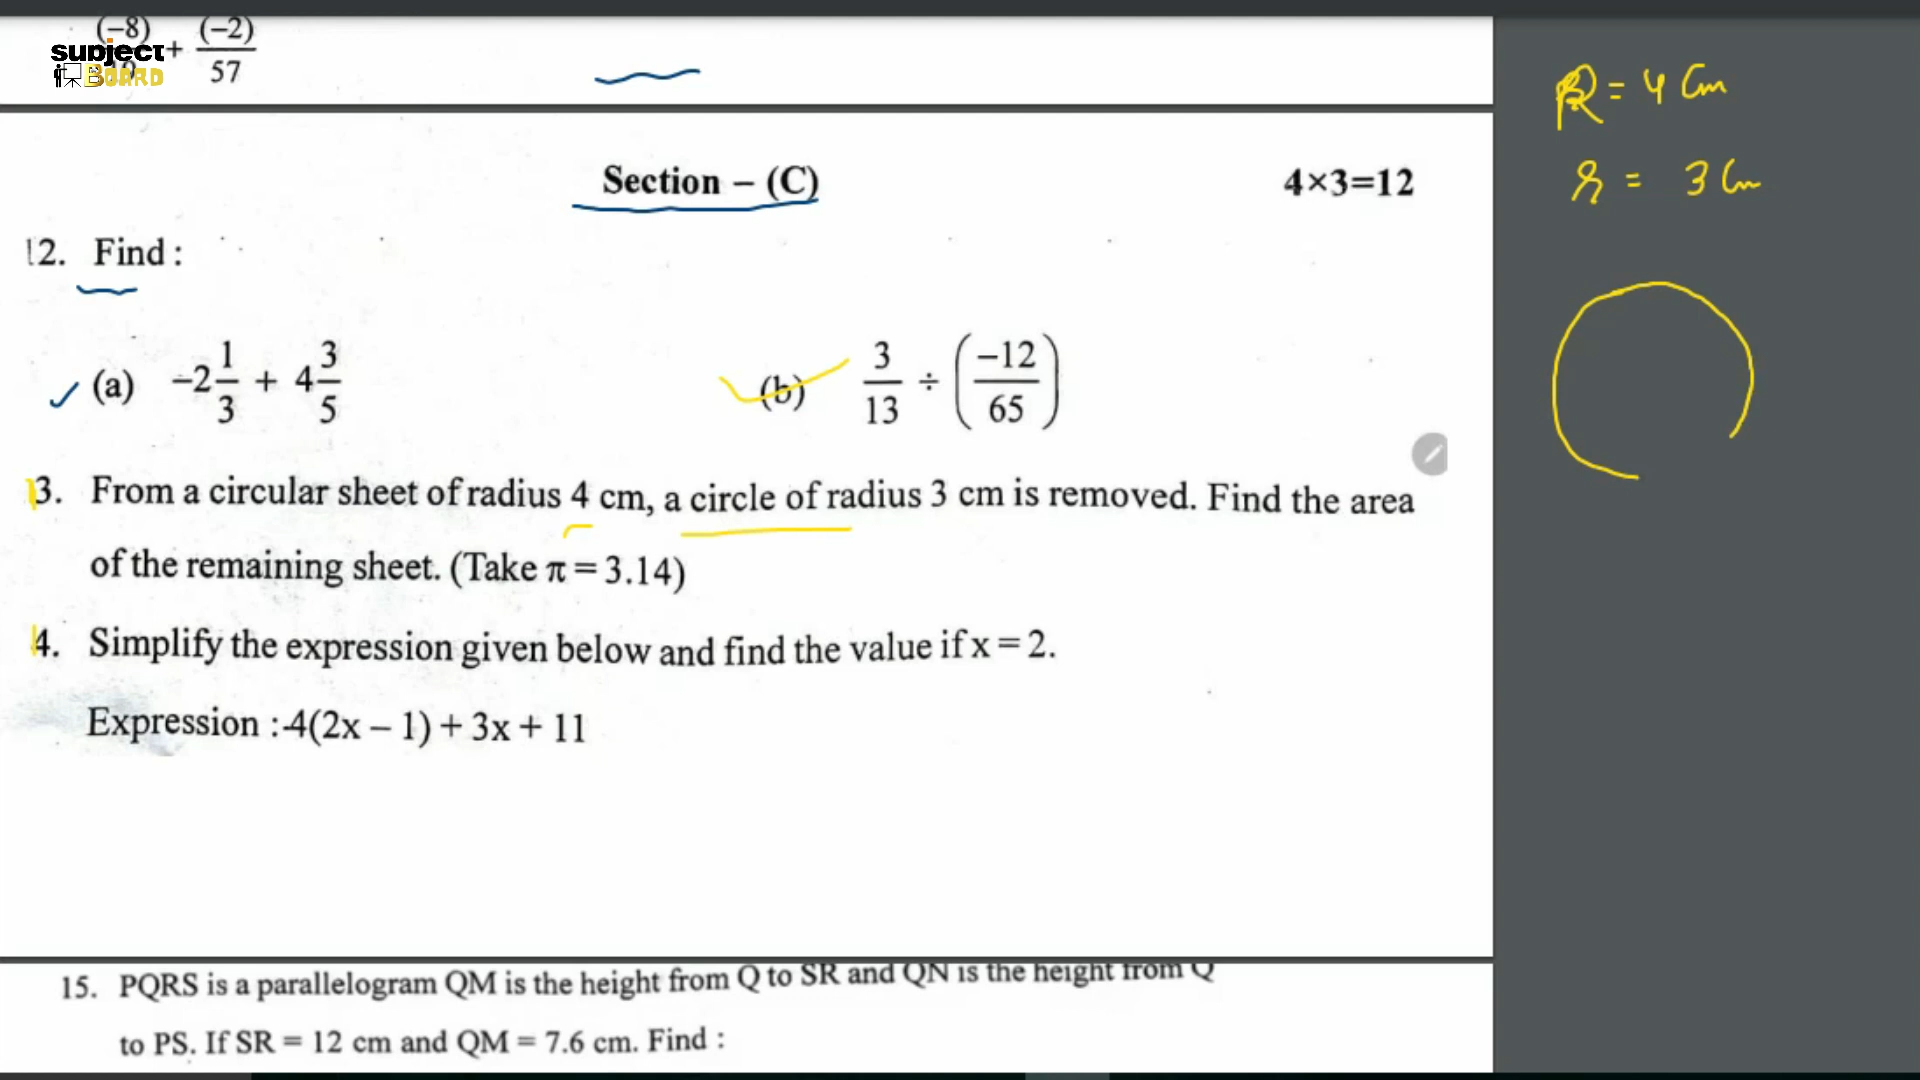 (−8) + (−2)
57
subject
BOARD
Section – (C) 4×3=12
12. Find :
(a) −2 1/3 + 4 3/5 (b) 3/13 ÷ (−12/65)
13. From a circular sheet of radius 4 cm, a circle of radius 3 cm is removed. Find the area
of the remaining sheet. (Take π = 3.14)
14. Simplify the expression given below and find the value if x = 2.
Expression : 4(2x – 1) + 3x + 11
15. PQRS is a parallelogram QM is the height from Q to SR and QN is the height from Q
to PS. If SR = 12 cm and QM = 7.6 cm. Find :
R = 4 cm
r = 3 cm